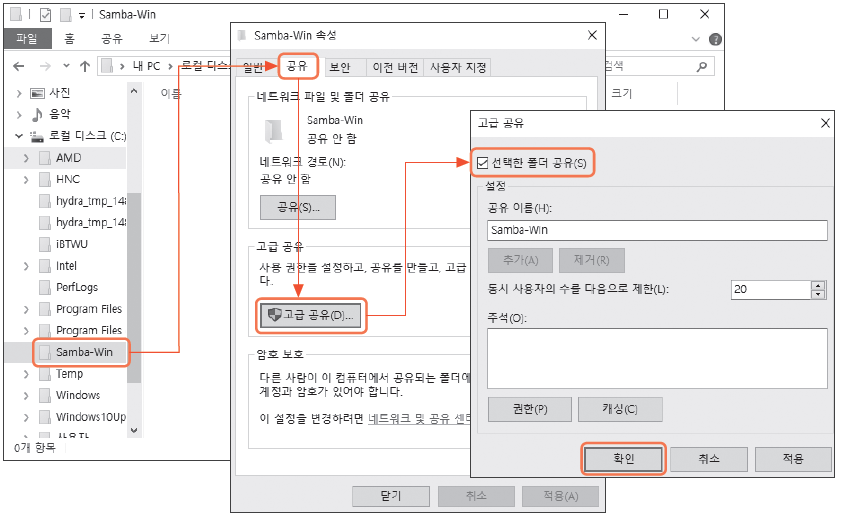 Samba-Win
파일 홈 공유 보기
내 PC 로컬 디스
검색
이름 크기
사진
음악
로컬 디스크 (C:)
AMD
HNC
hydra_tmp_148
hydra_tmp_148
iBTWU
Intel
PerfLogs
Program Files
Program Files
Samba-Win
Temp
Windows
Windows10Up
사용자
0개 항목
Samba-Win 속성
일반 공유 보안 이전 버전 사용자 지정
네트워크 파일 및 폴더 공유
Samba-Win
공유 안 함
네트워크 경로(N):
공유 안 함
공유(S)...
고급 공유
사용 권한를 설정하고, 공유를 만들고, 고급
다.
고급 공유(D)...
암호 보호
다른 사람이 이 컴퓨터에서 공유되는 폴더에
계정과 암호가 있어야 합니다.
이 설정을 변경하려면 네트워크 및 공유 센터
닫기 취소 적용(A)
고급 공유
선택한 폴더 공유(S)
설정
공유 이름(H):
Samba-Win
추가(A) 제거(R)
동시 사용자의 수를 다음으로 제한(L): 20
주석(O):
권한(P) 캐싱(C)
확인 취소 적용